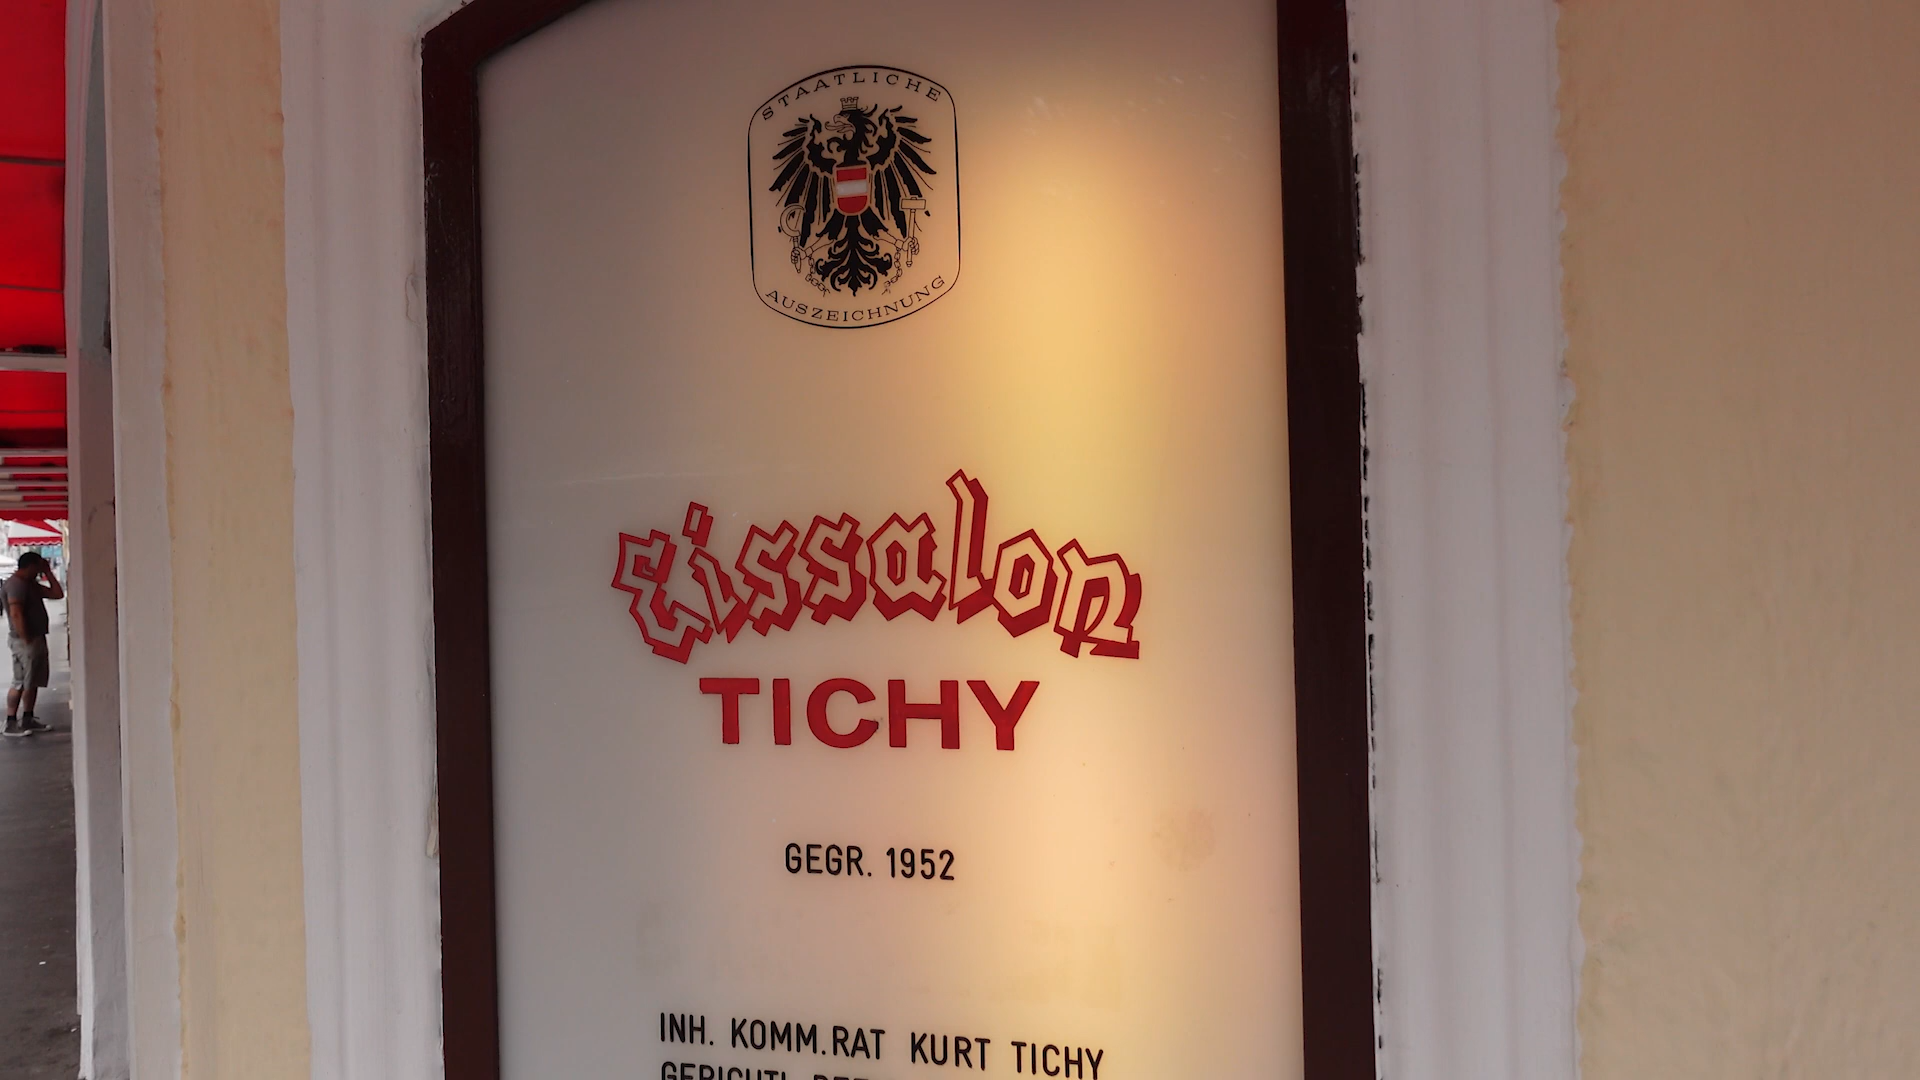 STAATLICHE
AUSZEICHNUNG
Eissalon
TICHY
GEGR. 1952
INH. KOMM.RAT KURT TICHY